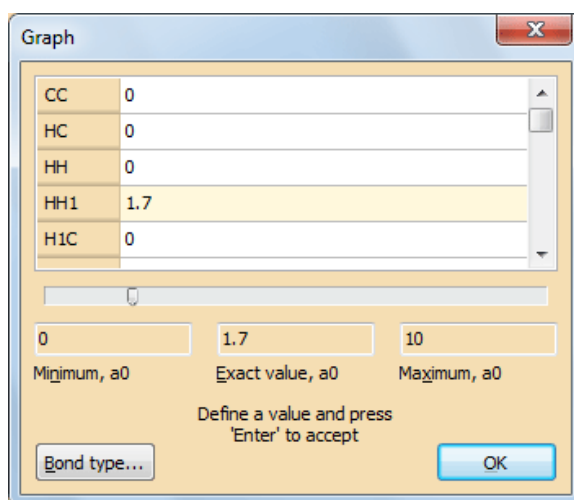 Graph
CC 0
HC 0
HH 0
HH1 1.7
H1C 0
0 1.7 10
Minimum, a0 Exact value, a0 Maximum, a0
Define a value and press
'Enter' to accept
Bond type... OK